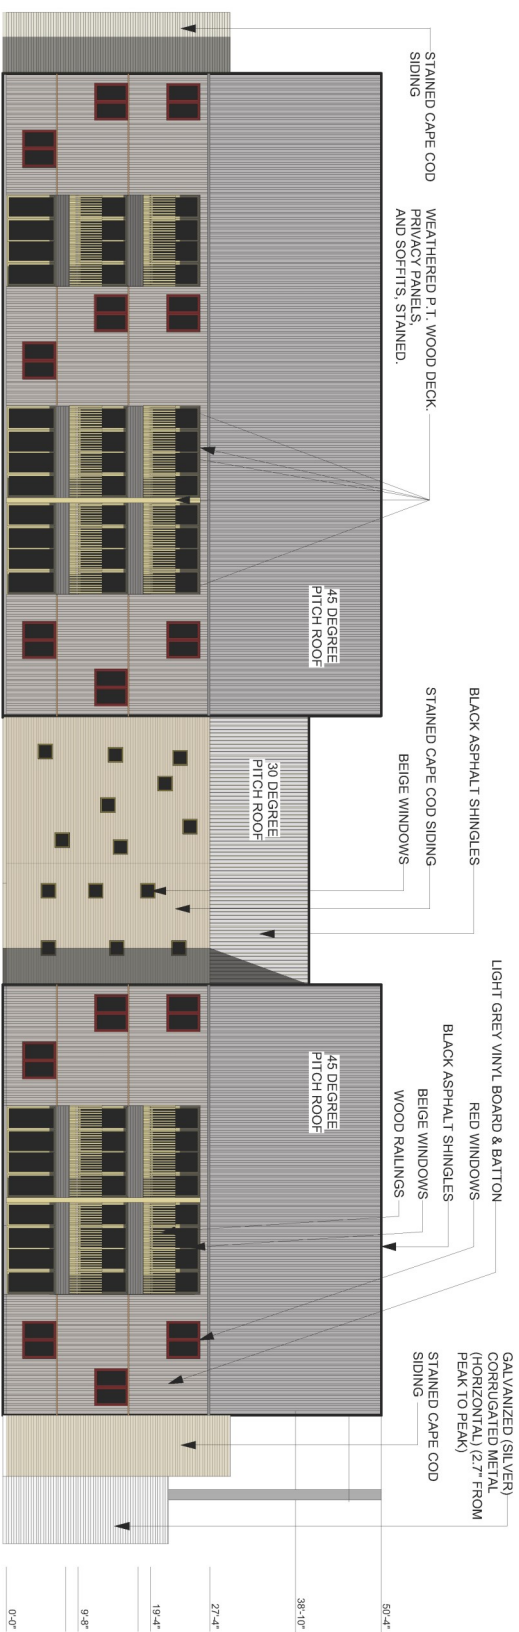 STAINED CAPE COD
SIDING
WEATHERED P.T. WOOD DECK.
PRIVACY PANELS,
AND SOFFITS, STAINED.
45 DEGREE
PITCH ROOF
BLACK ASPHALT SHINGLES
STAINED CAPE COD SIDING
BEIGE WINDOWS
30 DEGREE
PITCH ROOF
LIGHT GREY VINYL BOARD & BATTON
RED WINDOWS
BLACK ASPHALT SHINGLES
BEIGE WINDOWS
WOOD RAILINGS
45 DEGREE
PITCH ROOF
GALVANIZED (SILVER)
CORRUGATED METAL
(HORIZONTAL) (2.7" FROM
PEAK TO PEAK)
STAINED CAPE COD
SIDING
50'-4"
38'-10"
27'-4"
19'-4"
9'-8"
0'-0"